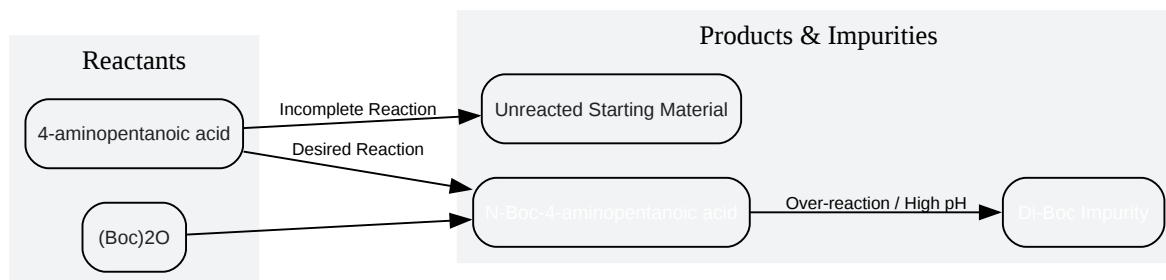 Products & Impurities
Reactants
Unreacted Starting Material
Incomplete Reaction
4-aminopentanoic acid
Desired Reaction
N-Boc-4-aminopentanoic acid
Over-reaction / High pH
Di-Boc Impurity
(Boc)2O